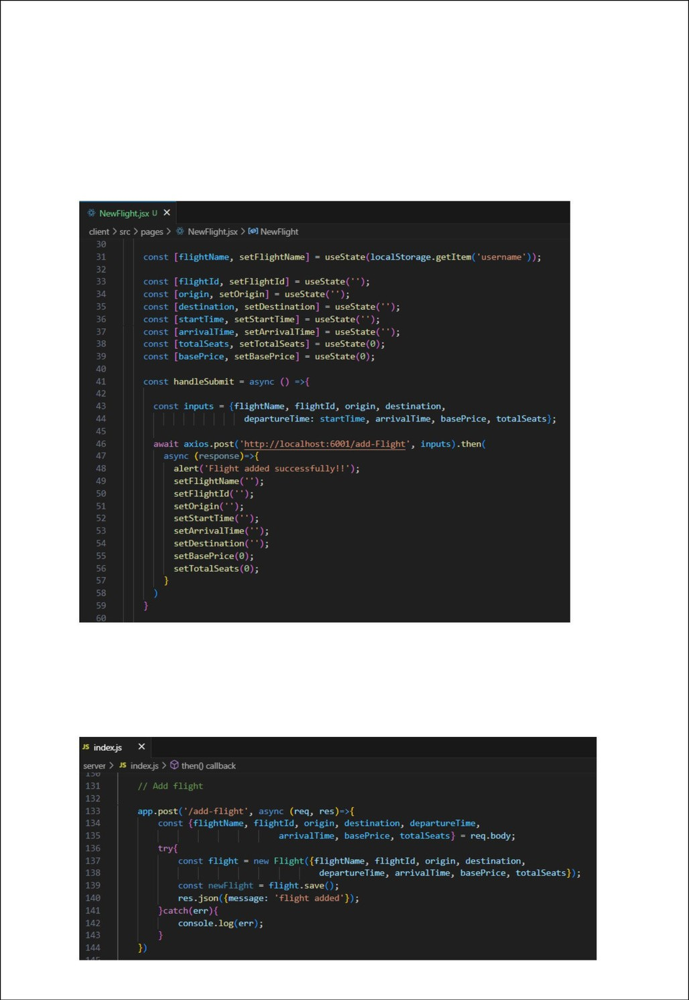 NewFlight.jsx U ×
client > src > pages > NewFlight.jsx > NewFlight
30
31 const [flightName, setFlightName] = useState(localStorage.getItem('username'));
32
33 const [flightId, setFlightId] = useState('');
34 const [origin, setOrigin] = useState('');
35 const [destination, setDestination] = useState('');
36 const [startTime, setStartTime] = useState('');
37 const [arrivalTime, setArrivalTime] = useState('');
38 const [totalSeats, setTotalSeats] = useState(0);
39 const [basePrice, setBasePrice] = useState(0);
40
41 const handleSubmit = async () =>{
42
43 const inputs = {flightName, flightId, origin, destination,
44 departureTime: startTime, arrivalTime, basePrice, totalSeats};
45
46 await axios.post('http://localhost:6001/add-Flight', inputs).then(
47 async (response)=>{
48 alert('Flight added successfully!!');
49 setFlightName('');
50 setFlightId('');
51 setOrigin('');
52 setStartTime('');
53 setArrivalTime('');
54 setDestination('');
55 setBasePrice(0);
56 setTotalSeats(0);
57 }
58 )
59 }
60
JS index.js ×
server > JS index.js > then() callback
130
131 // Add flight
132
133 app.post('/add-flight', async (req, res)=>{
134 const {flightName, flightId, origin, destination, departureTime,
135 arrivalTime, basePrice, totalSeats} = req.body;
136 try{
137 const flight = new Flight({flightName, flightId, origin, destination,
138 departureTime, arrivalTime, basePrice, totalSeats});
139 const newFlight = flight.save();
140 res.json({message: 'flight added'});
141 }catch(err){
142 console.log(err);
143 }
144 })
145